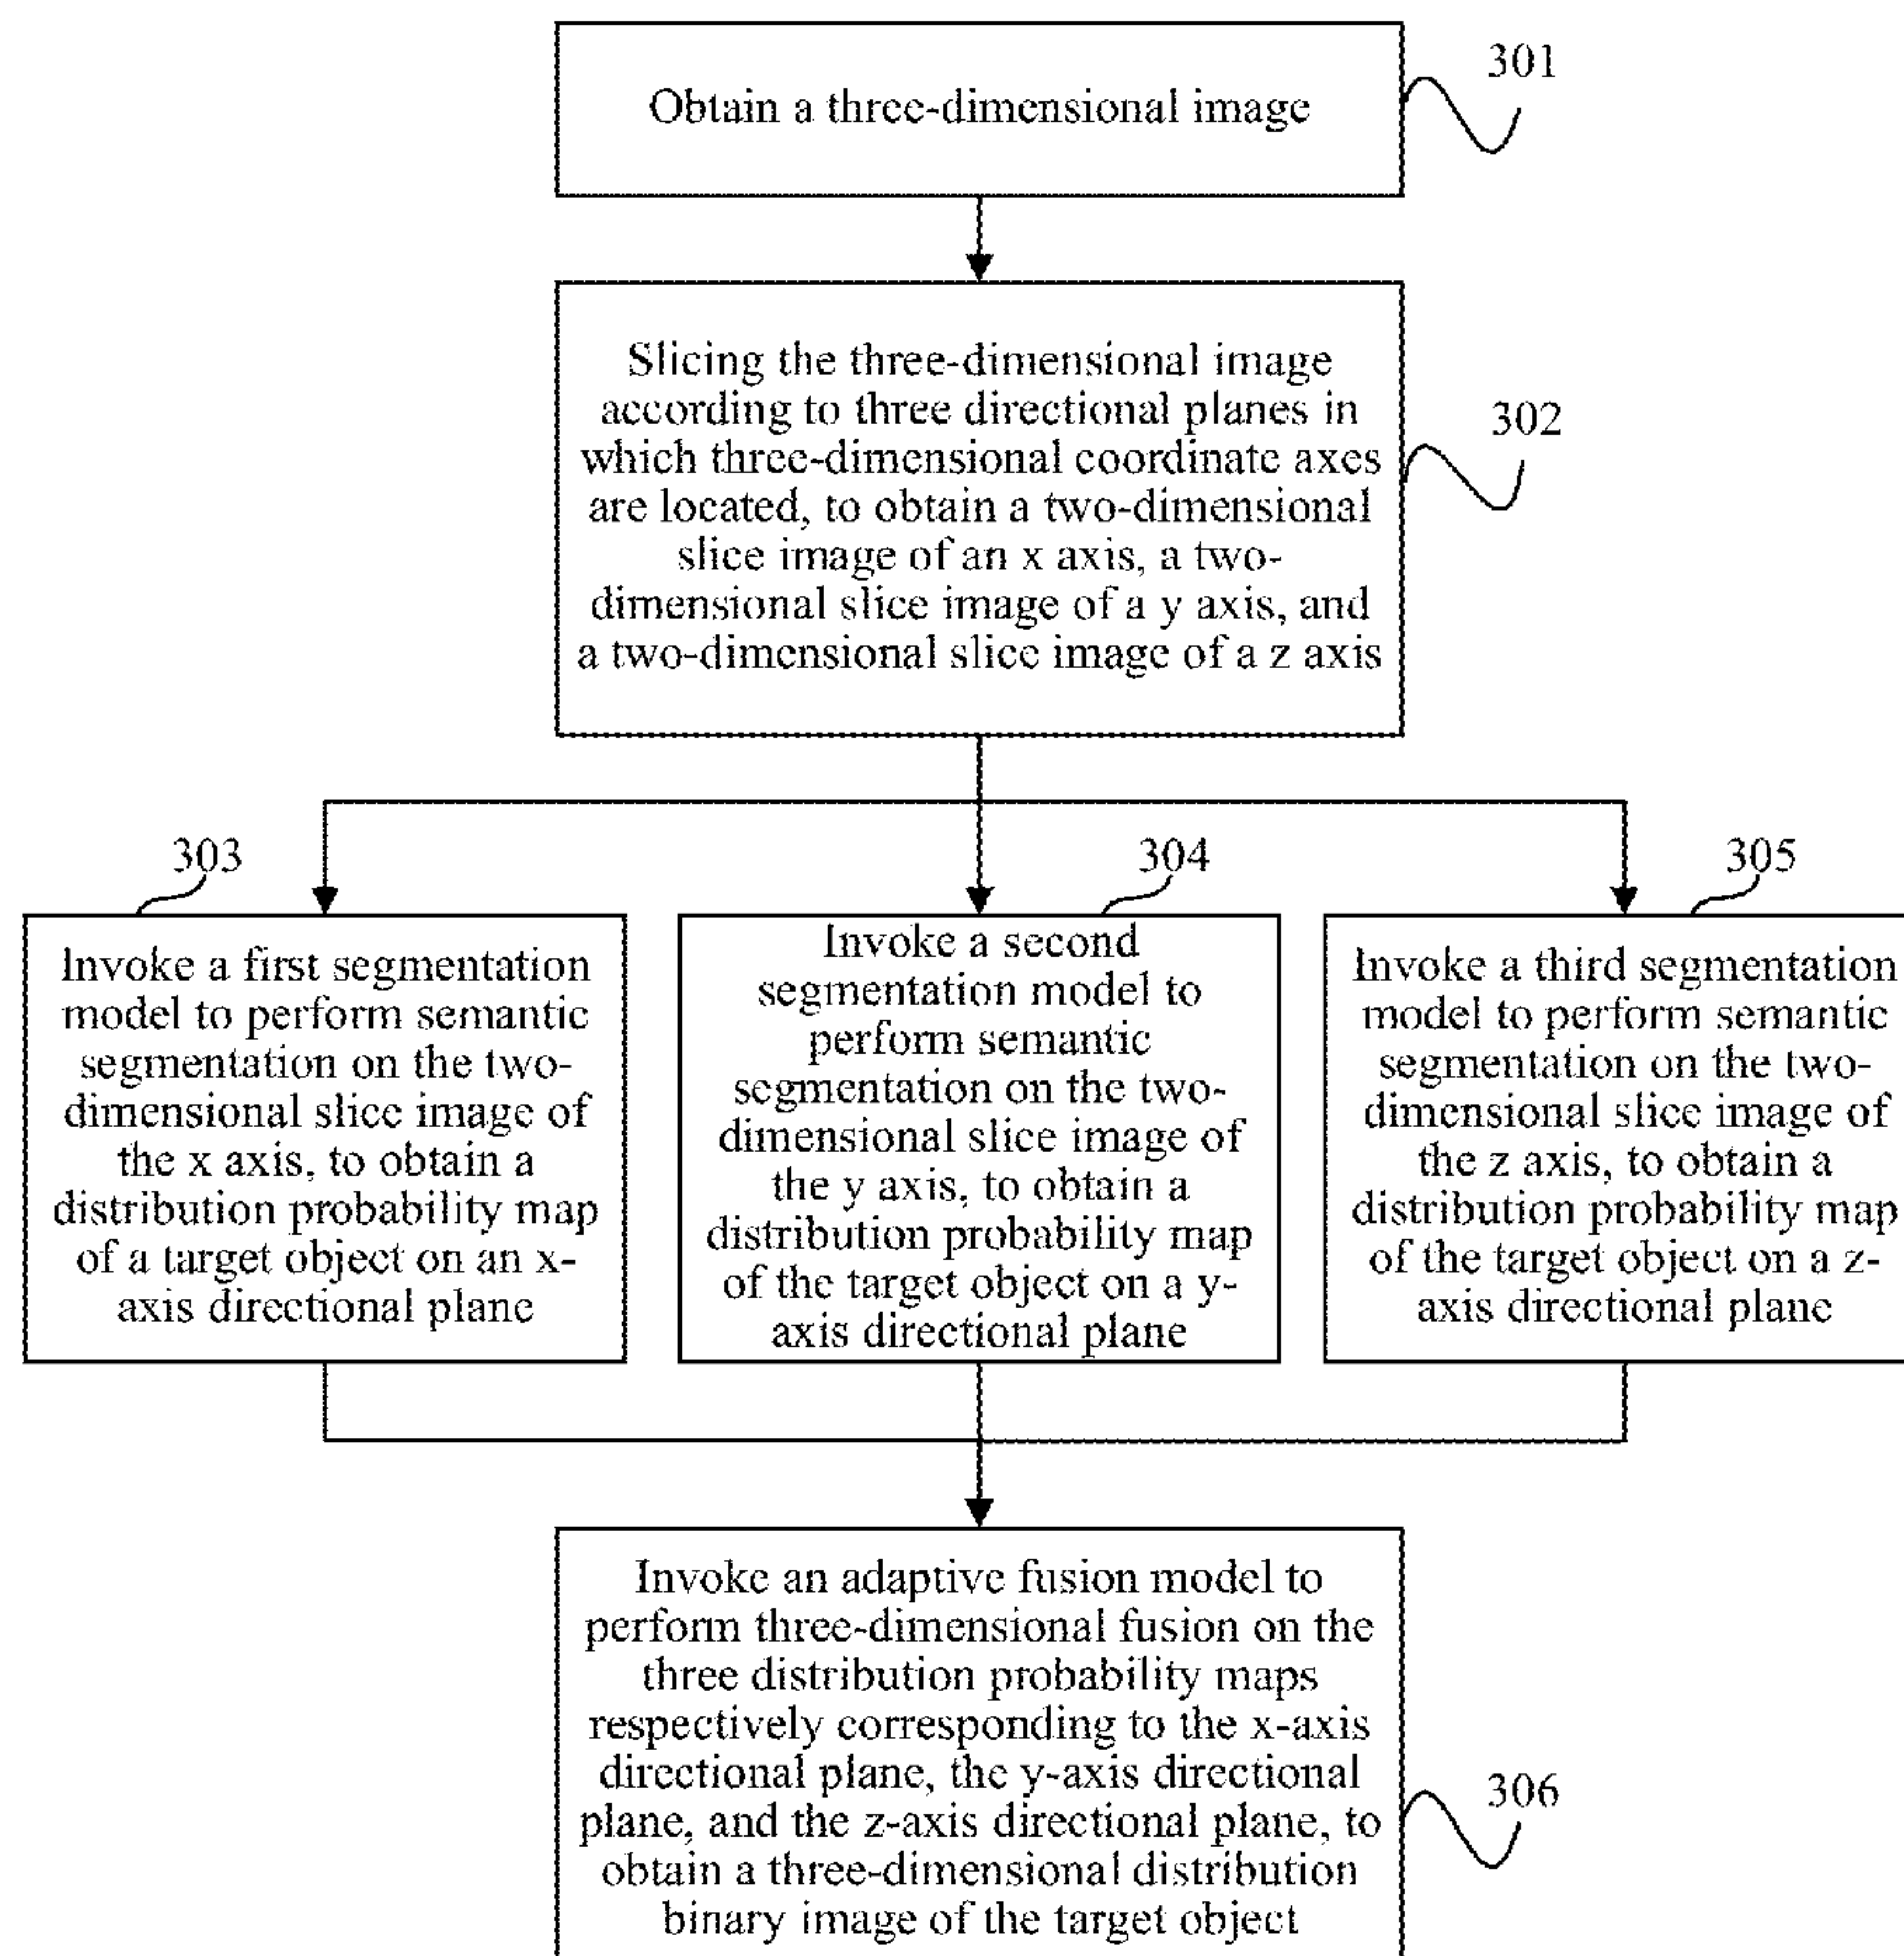 301
Obtain a three-dimensional image
302
Slicing the three-dimensional image
according to three directional planes in
which three-dimensional coordinate axes
are located, to obtain a two-dimensional
slice image of an x axis, a two-
dimensional slice image of a y axis, and
a two-dimensional slice image of a z axis
303
Invoke a first segmentation
model to perform semantic
segmentation on the two-
dimensional slice image of
the x axis, to obtain a
distribution probability map
of a target object on an x-
axis directional plane
304
Invoke a second
segmentation model to
perform semantic
segmentation on the two-
dimensional slice image of
the y axis, to obtain a
distribution probability map
of the target object on a y-
axis directional plane
305
Invoke a third segmentation
model to perform semantic
segmentation on the two-
dimensional slice image of
the z axis, to obtain a
distribution probability map
of the target object on a z-
axis directional plane
Invoke an adaptive fusion model to
perform three-dimensional fusion on the
three distribution probability maps
respectively corresponding to the x-axis
directional plane, the y-axis directional
plane, and the z-axis directional plane, to
obtain a three-dimensional distribution
binary image of the target object
306